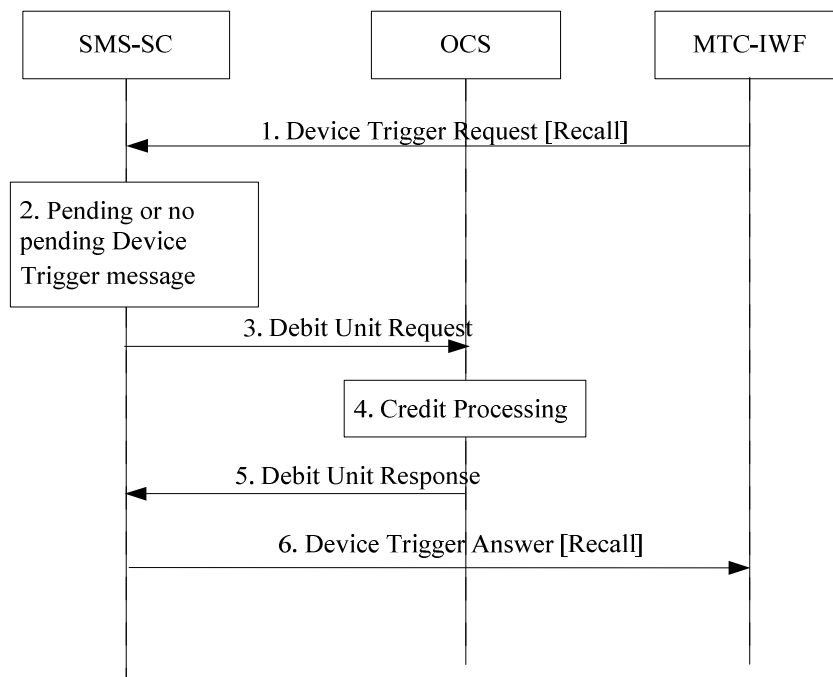 SMS-SC
OCS
MTC-IWF
1. Device Trigger Request [Recall]
2. Pending or no
pending Device
Trigger message
3. Debit Unit Request
4. Credit Processing
5. Debit Unit Response
6. Device Trigger Answer [Recall]